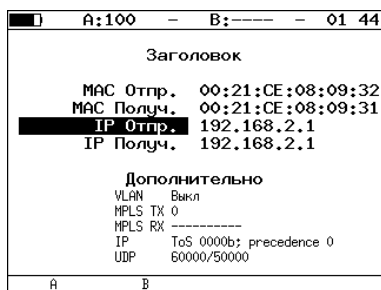 A:100 – B:---- – 01 44
Заголовок
MAC Отпр. 00:21:CE:08:09:32
MAC Получ. 00:21:CE:08:09:31
IP Отпр. 192.168.2.1
IP Получ. 192.168.2.1
Дополнительно
VLAN Выкл
MPLS TX 0
MPLS RX ----------
IP ToS 0000b; precedence 0
UDP 60000/50000
A B